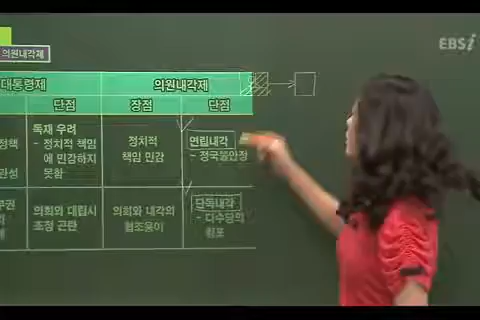 EBSi
의원내각제
대통령제 의원내각제
단점 장점 단점
독재 우려
- 정치적 책임
에 민감하지
못함
정치적
책임 민감
연립내각
- 정국불안정
의회와 대립시
조정 곤란
의회와 내각의
협조용이
단독내각
- 다수당의
횡포